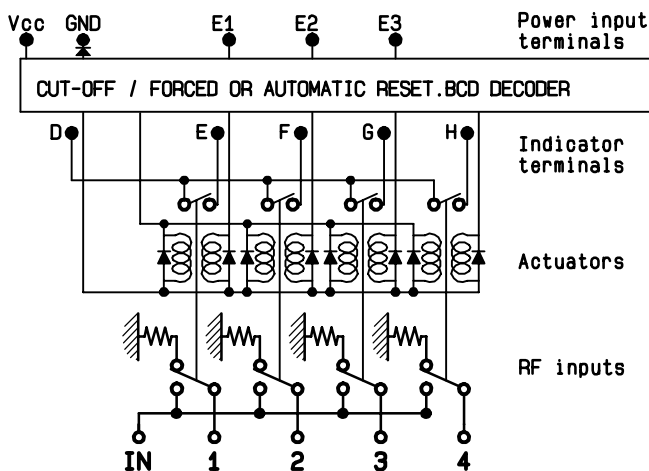 Vcc GND E1 E2 E3 Power input
terminals
CUT-OFF / FORCED OR AUTOMATIC RESET.BCD DECODER
D E F G H Indicator
terminals
Actuators
RF inputs
IN 1 2 3 4